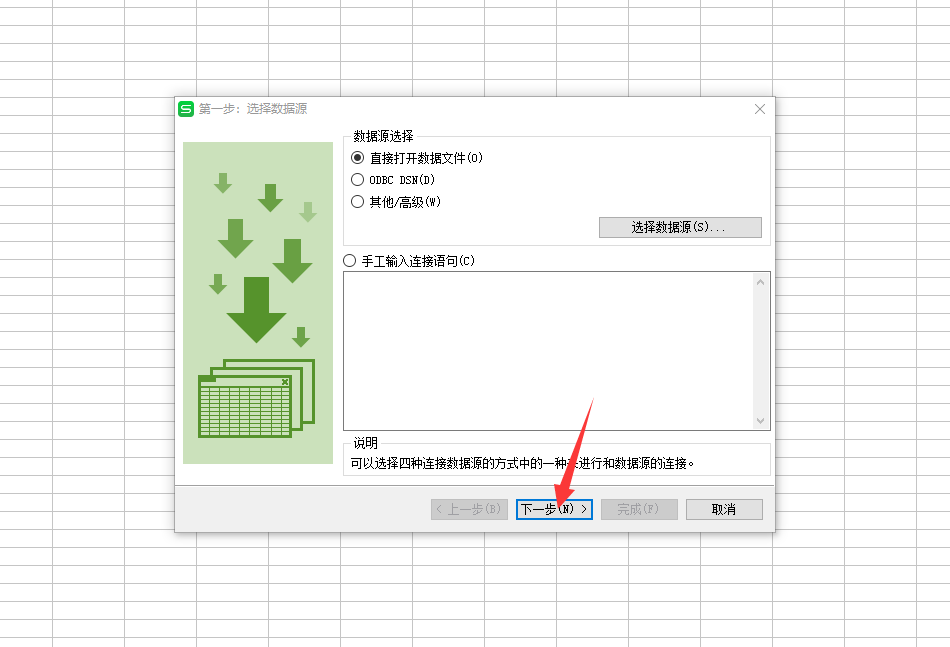 第一步：选择数据源
数据源选择
直接打开数据文件(O)
ODBC DSN(D)
其他/高级(W)
选择数据源(S)...
手工输入连接语句(C)
说明
可以选择四种连接数据源的方式中的一种来进行和数据源的连接。
< 上一步(B)
下一步(N) >
完成(F)
取消